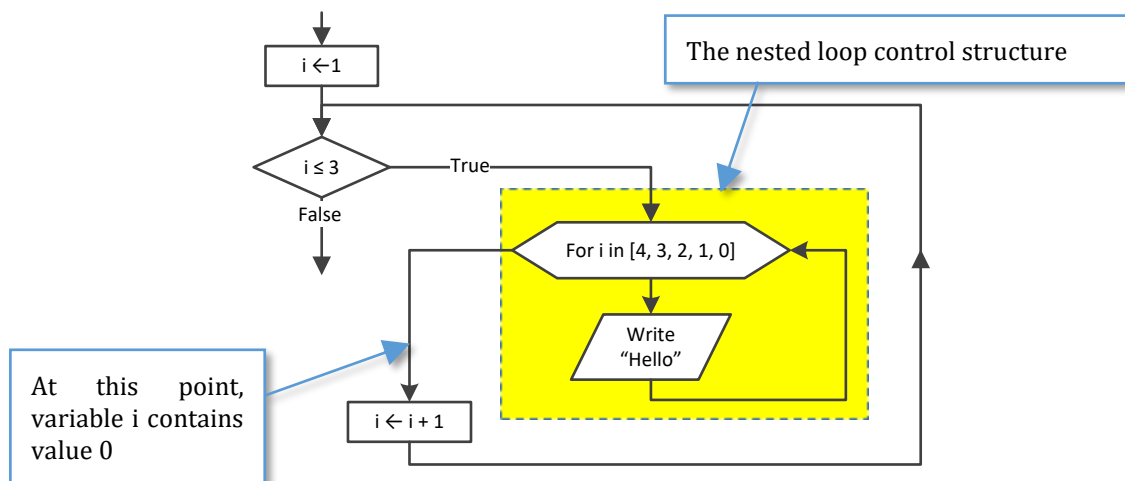 The nested loop control structure
i ←1
i ≤ 3
True
False
For i in [4, 3, 2, 1, 0]
Write
“Hello”
At this point,
variable i contains
value 0
i ← i + 1